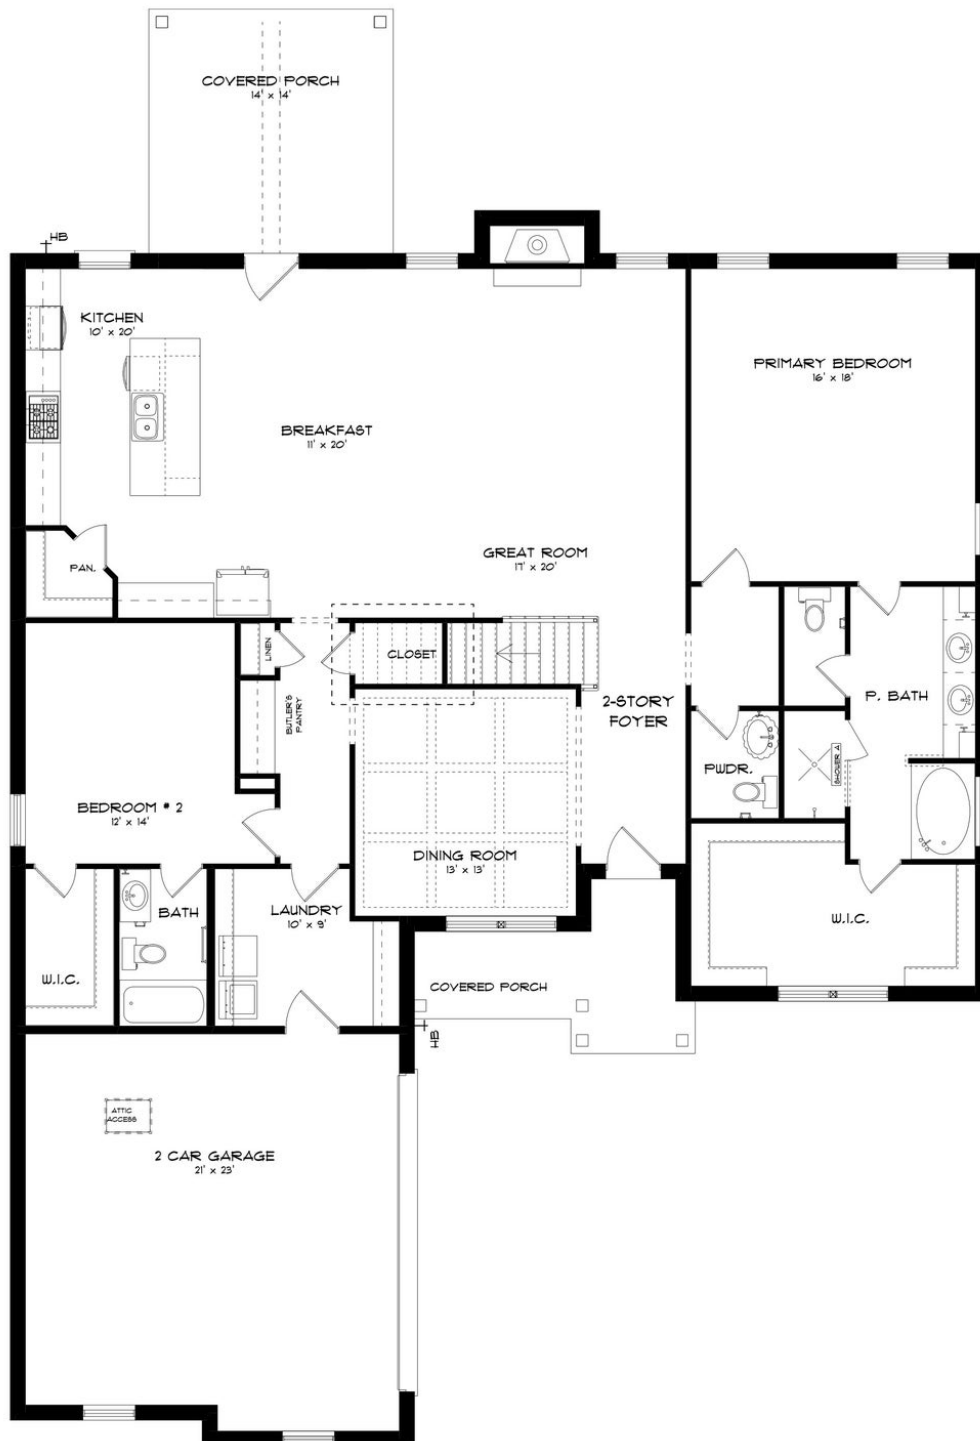 COVERED PORCH
14' x 14'
HB
KITCHEN
10' x 20'
PRIMARY BEDROOM
16' x 18'
BREAKFAST
11' x 20'
GREAT ROOM
17' x 20'
PAN.
LINEN
CLOSET
BUTLER'S
PANTRY
2-STORY
FOYER
P. BATH
PWDR.
SHOWER A
BEDROOM # 2
12' x 14'
DINING ROOM
13' x 13'
BATH
LAUNDRY
10' x 9'
W.I.C.
W.I.C.
COVERED PORCH
HB
ATTIC
ACCESS
2 CAR GARAGE
21' x 23'